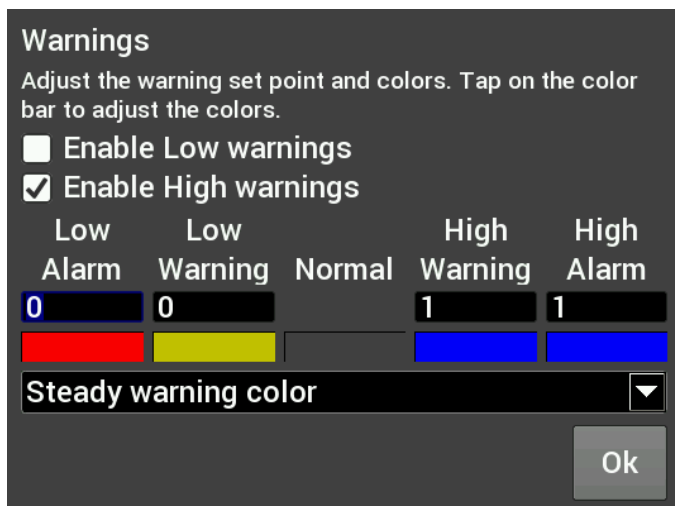 Warnings
Adjust the warning set point and colors. Tap on the color
bar to adjust the colors.
Enable Low warnings
Enable High warnings
Low Low High High
Alarm Warning Normal Warning Alarm
0 0 1 1
Steady warning color
Ok